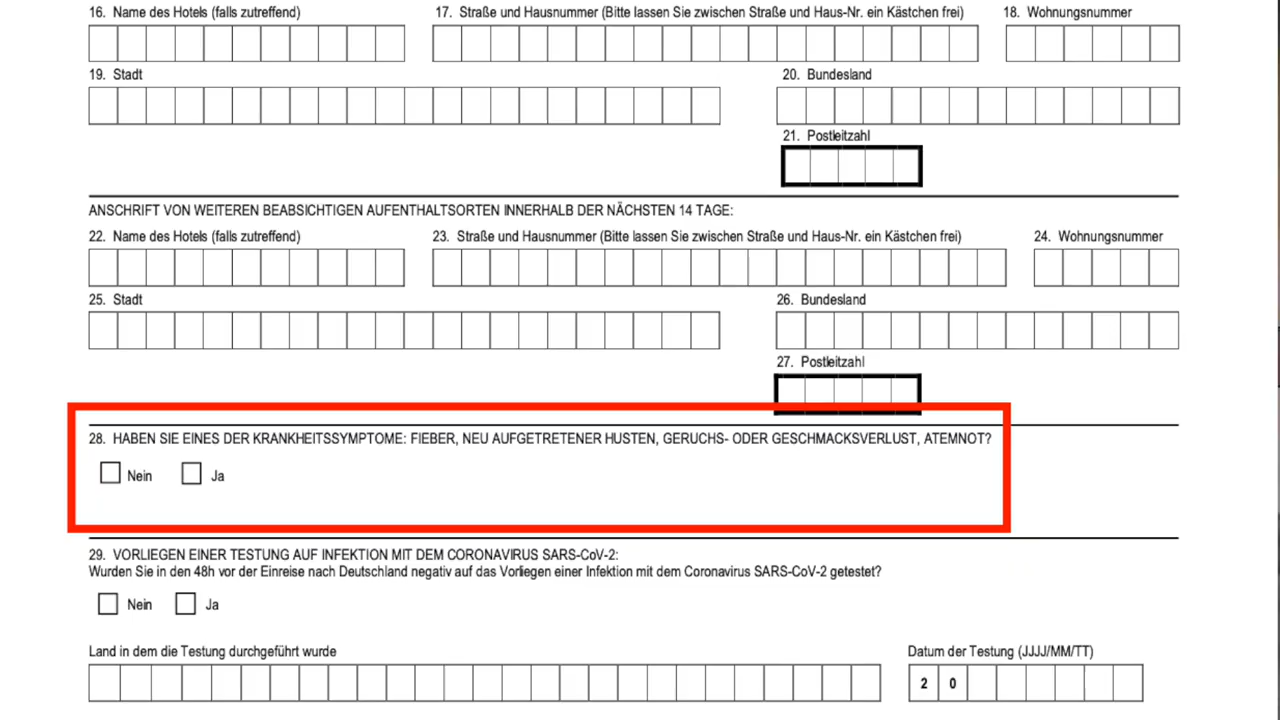 16. Name des Hotels (falls zutreffend) 17. Straße und Hausnummer (Bitte lassen Sie zwischen Straße und Haus-Nr. ein Kästchen frei) 18. Wohnungsnummer
19. Stadt 20. Bundesland
21. Postleitzahl
ANSCHRIFT VON WEITEREN BEABSICHTIGEN AUFENTHALTSORTEN INNERHALB DER NÄCHSTEN 14 TAGE:
22. Name des Hotels (falls zutreffend) 23. Straße und Hausnummer (Bitte lassen Sie zwischen Straße und Haus-Nr. ein Kästchen frei) 24. Wohnungsnummer
25. Stadt 26. Bundesland
27. Postleitzahl
28. HABEN SIE EINES DER KRANKHEITSSYMPTOME: FIEBER, NEU AUFGETRETENER HUSTEN, GERUCHS- ODER GESCHMACKSVERLUST, ATEMNOT?
Nein Ja
29. VORLIEGEN EINER TESTUNG AUF INFEKTION MIT DEM CORONAVIRUS SARS-CoV-2:
Wurden Sie in den 48h vor der Einreise nach Deutschland negativ auf das Vorliegen einer Infektion mit dem Coronavirus SARS-CoV-2 getestet?
Nein Ja
Land in dem die Testung durchgeführt wurde Datum der Testung (JJJJ/MM/TT)
2 0